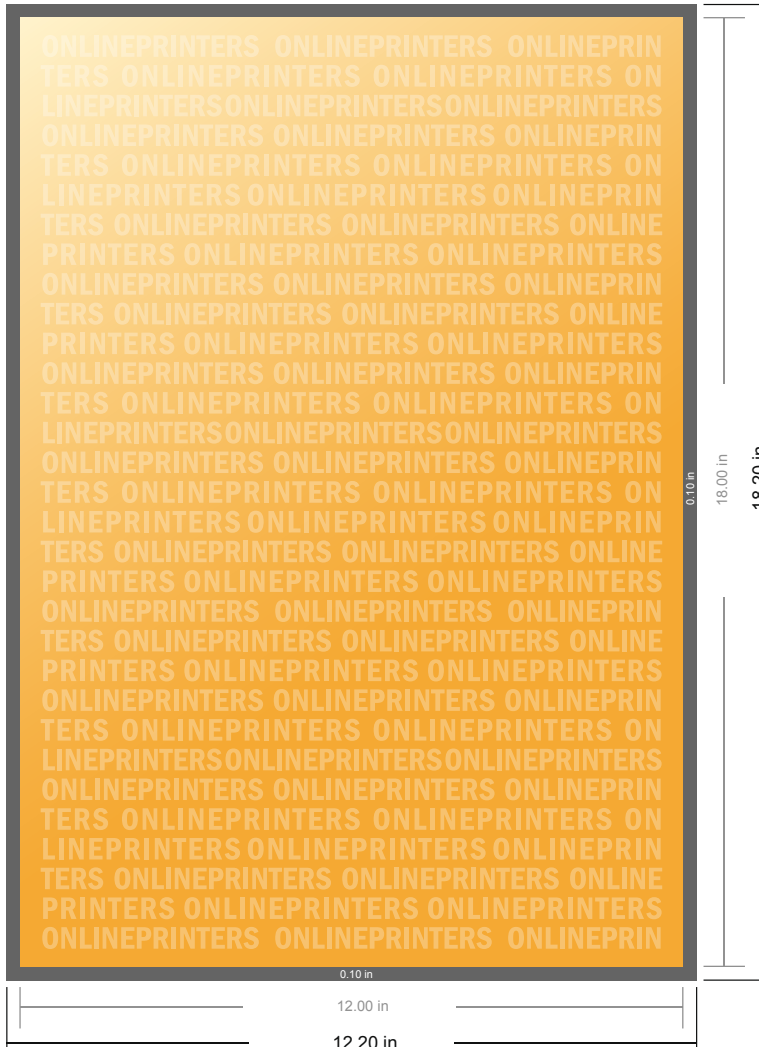 ONLINEPRINTERS ONLINEPRINTERS ONLINEPRIN
TERS ONLINEPRINTERS ONLINEPRINTERS ON
LINEPRINTERSONLINEPRINTERSONLINEPRINTERS
ONLINEPRINTERS ONLINEPRINTERS ONLINEPRIN
TERS ONLINEPRINTERS ONLINEPRINTERS ON
LINEPRINTERS ONLINEPRINTERS ONLINEPRIN
TERS ONLINEPRINTERS ONLINEPRINTERS ONLINE
PRINTERS ONLINEPRINTERS ONLINEPRINTERS
ONLINEPRINTERS ONLINEPRINTERS ONLINEPRIN
TERS ONLINEPRINTERS ONLINEPRINTERS ONLINE
PRINTERS ONLINEPRINTERS ONLINEPRINTERS
ONLINEPRINTERS ONLINEPRINTERS ONLINEPRIN
TERS ONLINEPRINTERS ONLINEPRINTERS ON
LINEPRINTERSONLINEPRINTERSONLINEPRINTERS
ONLINEPRINTERS ONLINEPRINTERS ONLINEPRIN
TERS ONLINEPRINTERS ONLINEPRINTERS ON
LINEPRINTERS ONLINEPRINTERS ONLINEPRIN
TERS ONLINEPRINTERS ONLINEPRINTERS ONLINE
PRINTERS ONLINEPRINTERS ONLINEPRINTERS
ONLINEPRINTERS ONLINEPRINTERS ONLINEPRIN
TERS ONLINEPRINTERS ONLINEPRINTERS ONLINE
PRINTERS ONLINEPRINTERS ONLINEPRINTERS
ONLINEPRINTERS ONLINEPRINTERS ONLINEPRIN
TERS ONLINEPRINTERS ONLINEPRINTERS ON
LINEPRINTERSONLINEPRINTERSONLINEPRINTERS
ONLINEPRINTERS ONLINEPRINTERS ONLINEPRIN
TERS ONLINEPRINTERS ONLINEPRINTERS ON
LINEPRINTERS ONLINEPRINTERS ONLINEPRIN
TERS ONLINEPRINTERS ONLINEPRINTERS ONLINE
PRINTERS ONLINEPRINTERS ONLINEPRINTERS
ONLINEPRINTERS ONLINEPRINTERS ONLINEPRIN
0.10 in
18.00 in
18.20 in
0.10 in
12.00 in
12.20 in